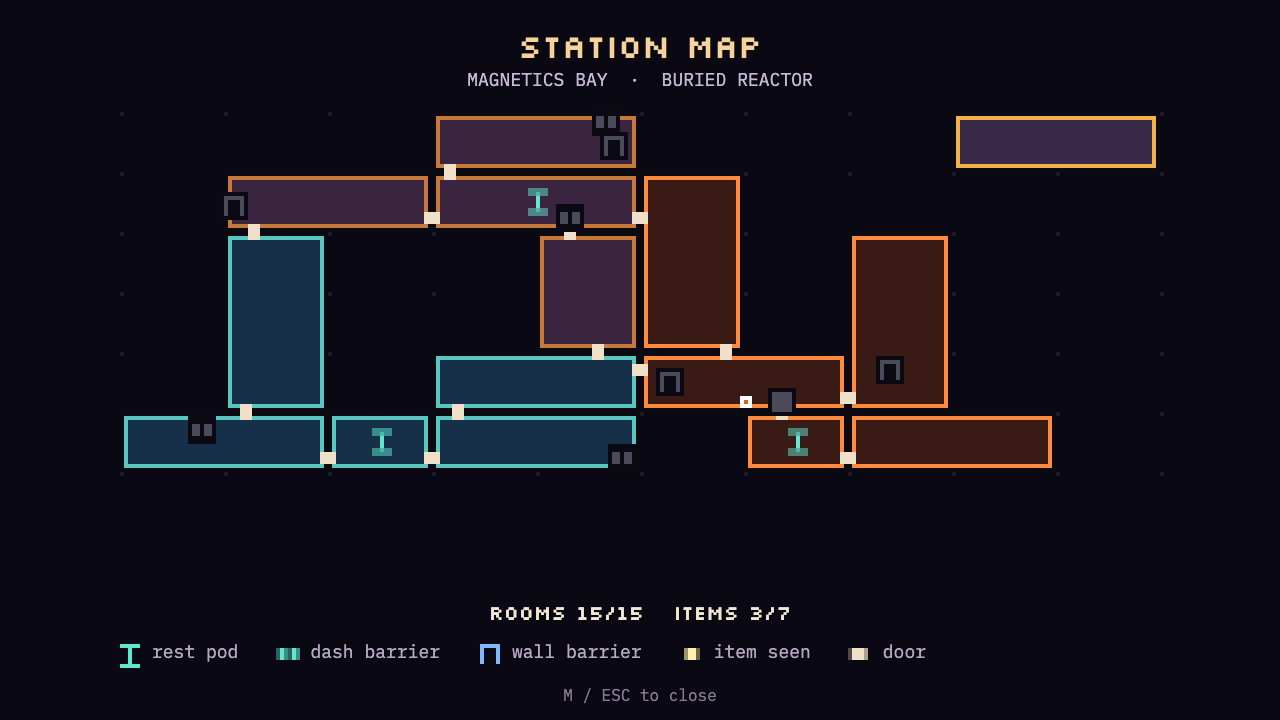 STATION MAP
MAGNETICS BAY · BURIED REACTOR
ROOMS 15/15 ITEMS 3/7
rest pod dash barrier wall barrier item seen door
M / ESC to close